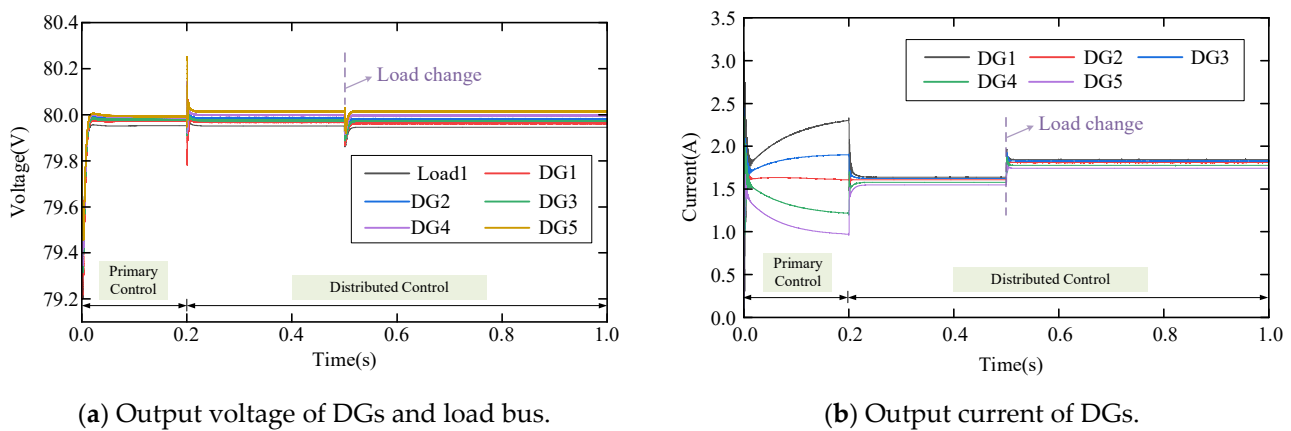 80.4
80.2
80.0
79.8
79.6
79.4
79.2
Voltage(V)
Load change
Load1
DG1
DG2
DG3
DG4
DG5
Primary
Control
Distributed Control
0.0
0.2
0.4
0.6
0.8
1.0
Time(s)
(a) Output voltage of DGs and load bus.
3.5
3.0
2.5
2.0
1.5
1.0
0.5
0.0
Current(A)
DG1
DG2
DG3
DG4
DG5
Load change
Primary
Control
Distributed Control
0.0
0.2
0.4
0.6
0.8
1.0
Time(s)
(b) Output current of DGs.